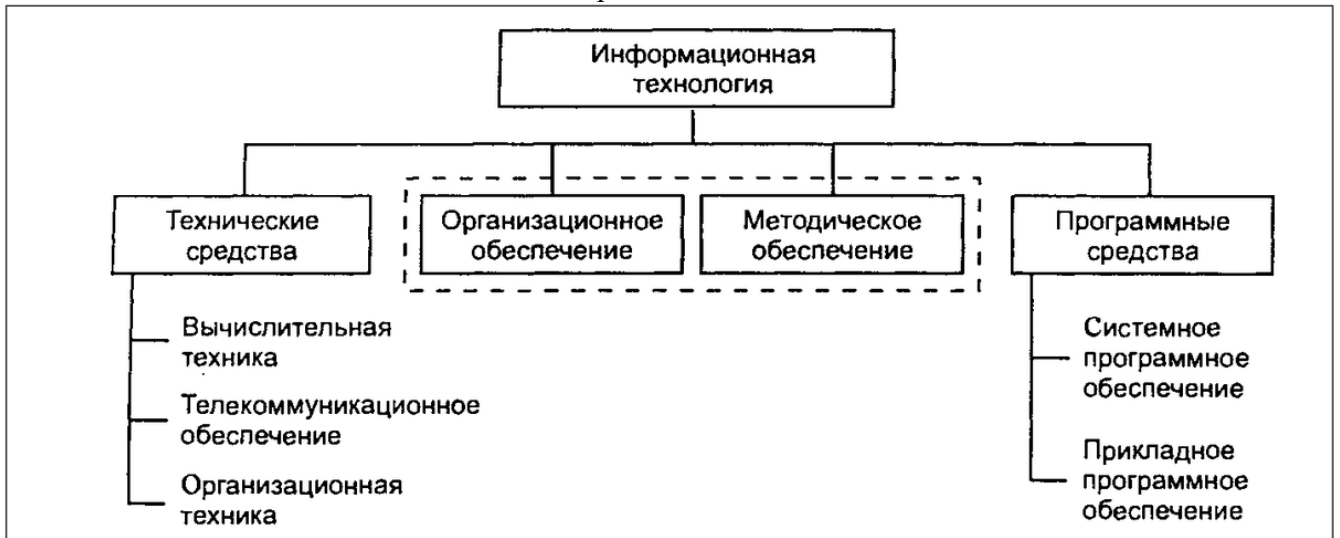 Информационная
технология
Технические
средства
Организационное
обеспечение
Методическое
обеспечение
Программные
средства
Вычислительная
техника
Телекоммуникационное
обеспечение
Организационная
техника
Системное
программное
обеспечение
Прикладное
программное
обеспечение